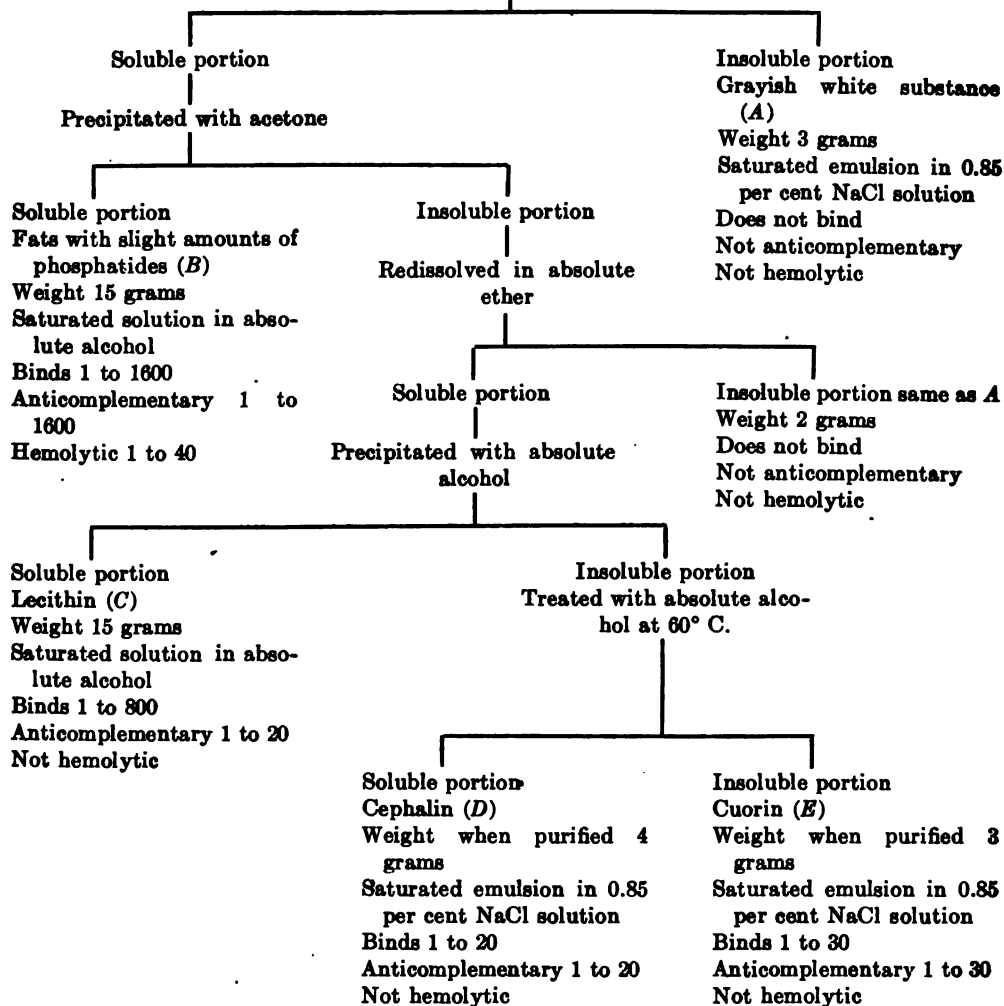 Soluble portion
Precipitated with acetone
Insoluble portion
Grayish white substance
(A)
Weight 3 grams
Saturated emulsion in 0.85
per cent NaCl solution
Does not bind
Not anticomplementary
Not hemolytic
Soluble portion
Fats with slight amounts of
phosphatides (B)
Weight 15 grams
Saturated solution in abso-
lute alcohol
Binds 1 to 1600
Anticomplementary 1 to
1600
Hemolytic 1 to 40
Insoluble portion
Redissolved in absolute
ether
Soluble portion
Precipitated with absolute
alcohol
Insoluble portion same as A
Weight 2 grams
Does not bind
Not anticomplementary
Not hemolytic
Soluble portion
Lecithin (C)
Weight 15 grams
Saturated solution in abso-
lute alcohol
Binds 1 to 800
Anticomplementary 1 to 20
Not hemolytic
Insoluble portion
Treated with absolute alco-
hol at 60° C.
Soluble portion
Cephalin (D)
Weight when purified 4
grams
Saturated emulsion in 0.85
per cent NaCl solution
Binds 1 to 20
Anticomplementary 1 to 20
Not hemolytic
Insoluble portion
Cuorin (E)
Weight when purified 3
grams
Saturated emulsion in 0.85
per cent NaCl solution
Binds 1 to 30
Anticomplementary 1 to 30
Not hemolytic